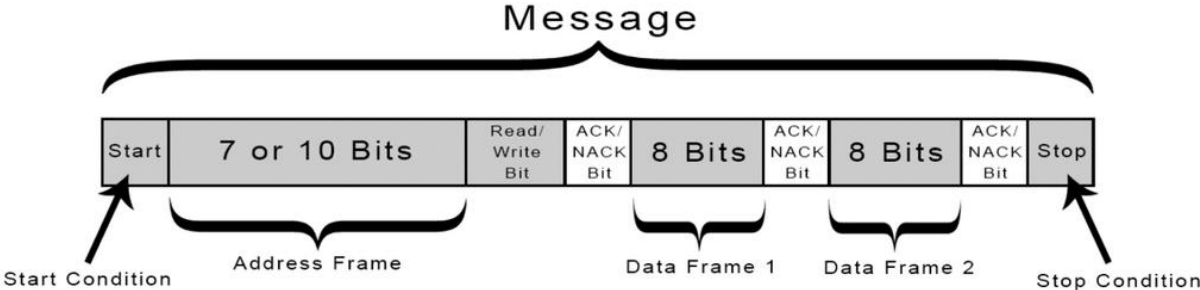 Message
Start
7 or 10 Bits
Read/
Write
Bit
ACK/
NACK
Bit
8 Bits
ACK/
NACK
Bit
8 Bits
ACK/
NACK
Bit
Stop
Start Condition
Address Frame
Data Frame 1
Data Frame 2
Stop Condition